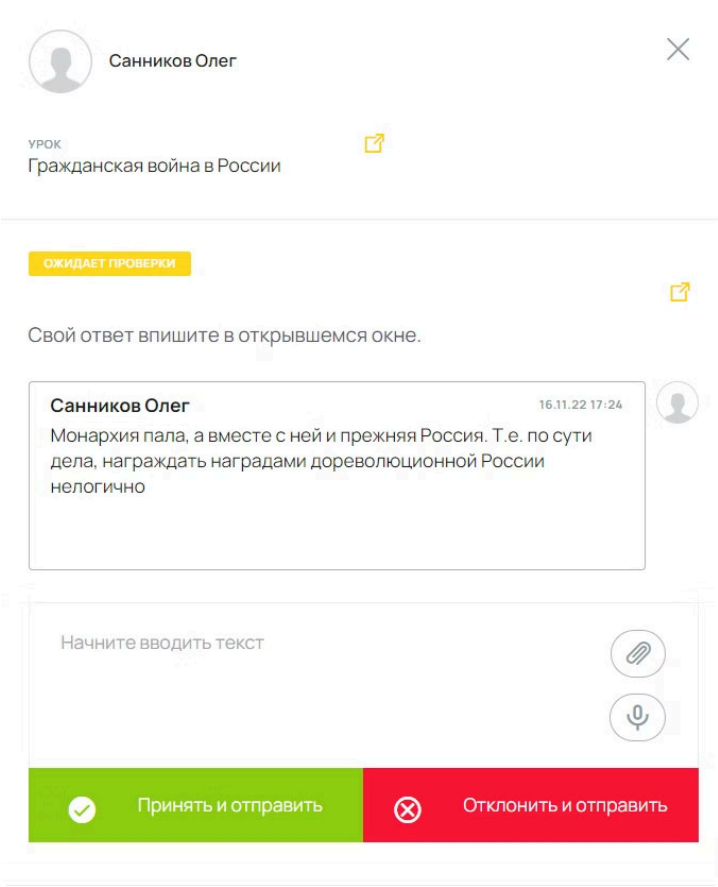 Санников Олег
УРОК
Гражданская война в России
ОЖИДАЕТ ПРОВЕРКИ
Свой ответ впишите в открывшемся окне.
Санников Олег
16.11.22 17:24
Монархия пала, а вместе с ней и прежняя Россия. Т.е. по сути
дела, награждать наградами дореволюционной России
нелогично
Начните вводить текст
Принять и отправить
Отклонить и отправить